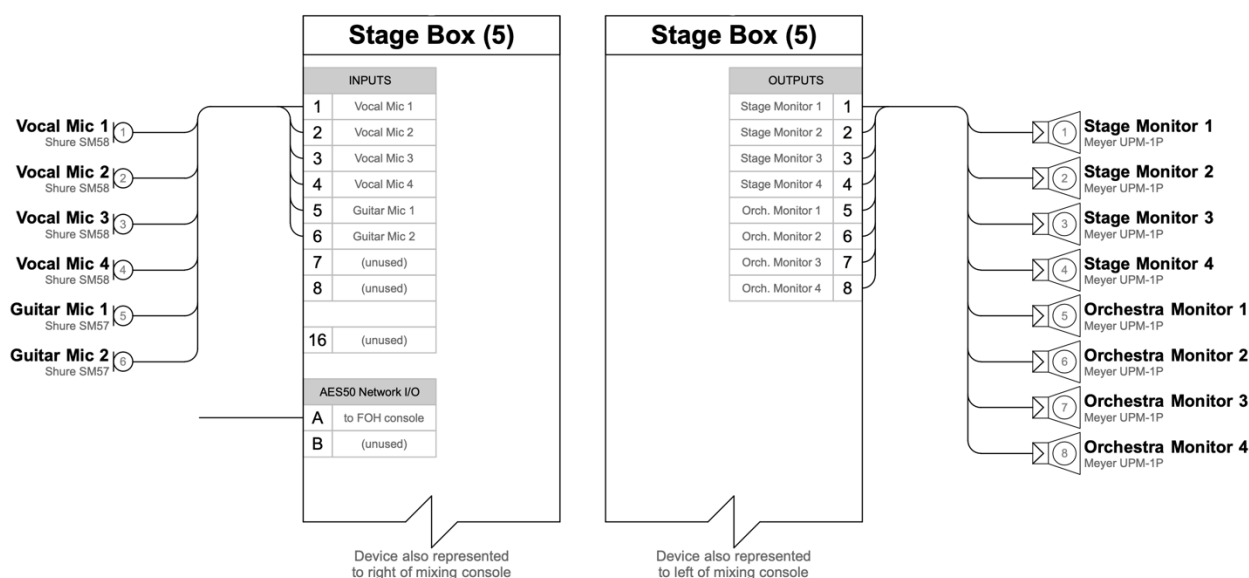 Stage Box (5)
INPUTS
1 Vocal Mic 1
2 Vocal Mic 2
3 Vocal Mic 3
4 Vocal Mic 4
5 Guitar Mic 1
6 Guitar Mic 2
7 (unused)
8 (unused)
16 (unused)
AES50 Network I/O
A to FOH console
B (unused)
Vocal Mic 1 1
Shure SM58
Vocal Mic 2 2
Shure SM58
Vocal Mic 3 3
Shure SM58
Vocal Mic 4 4
Shure SM58
Guitar Mic 1 5
Shure SM57
Guitar Mic 2 6
Shure SM57
Device also represented
to right of mixing console
Stage Box (5)
OUTPUTS
Stage Monitor 1 1
Stage Monitor 2 2
Stage Monitor 3 3
Stage Monitor 4 4
Orch. Monitor 1 5
Orch. Monitor 2 6
Orch. Monitor 3 7
Orch. Monitor 4 8
1 Stage Monitor 1
Meyer UPM-1P
2 Stage Monitor 2
Meyer UPM-1P
3 Stage Monitor 3
Meyer UPM-1P
4 Stage Monitor 4
Meyer UPM-1P
5 Orchestra Monitor 1
Meyer UPM-1P
6 Orchestra Monitor 2
Meyer UPM-1P
7 Orchestra Monitor 3
Meyer UPM-1P
8 Orchestra Monitor 4
Meyer UPM-1P
Device also represented
to left of mixing console